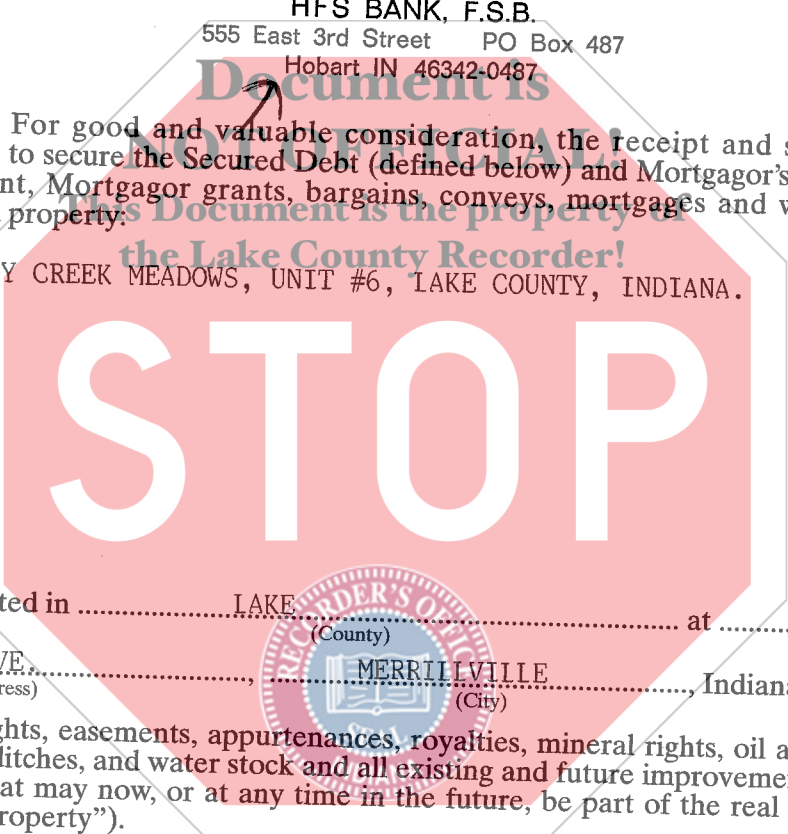 HFS BANK, F.S.B.
555 East 3rd Street PO Box 487
Hobart IN 46342-0487
Document is
NOT OFFICIAL!
This Document is the property of
the Lake County Recorder!
For good and valuable consideration, the receipt and s
to secure the Secured Debt (defined below) and Mortgagor's
nt, Mortgagor grants, bargains, conveys, mortgages and w
property:
Y CREEK MEADOWS, UNIT #6, LAKE COUNTY, INDIANA.
STOP
ted in ........................ LAKE ........................ at ............
(County)
VE ........................, ........... MERRILLVILLE ...................., Indiana
ress) (City)
RECORDER'S OFFICE
SEAL
INDIANA
ghts, easements, appurtenances, royalties, mineral rights, oil a
litches, and water stock and all existing and future improveme
at may now, or at any time in the future, be part of the real
roperty").